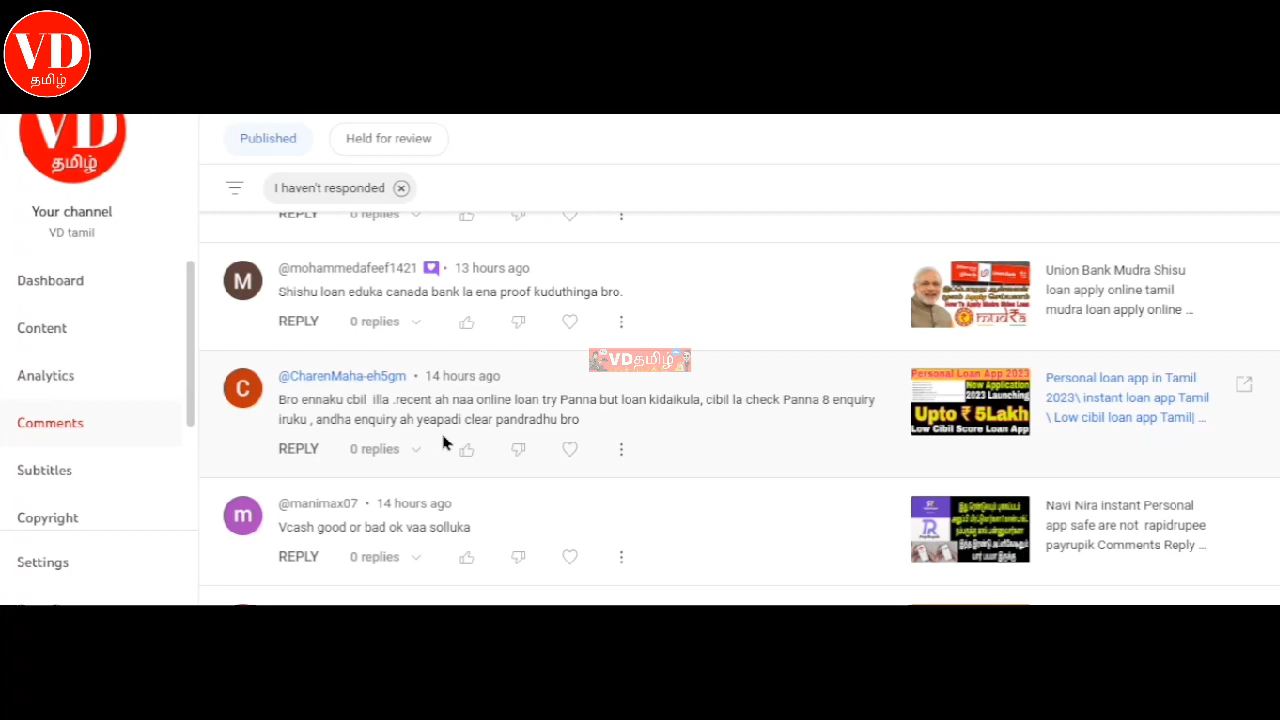 VD
தமிழ்
VD
தமிழ்
Your channel
VD tamil
Dashboard
Content
Analytics
Comments
Subtitles
Copyright
Settings
Published
Held for review
I haven't responded
REPLY 0 replies
@mohammedafeef1421 • 13 hours ago
Shishu loan eduka canada bank la ena proof kuduthinga bro.
REPLY 0 replies
Union Bank Mudra Shisu
loan apply online tamil
mudra loan apply online ...
VDதமிழ்
@CharenMaha-eh5gm • 14 hours ago
Bro ennaku cbil illa .recent ah naa online loan try Panna but loan kidaikula, cibil la check Panna 8 enquiry
iruku , andha enquiry ah yeapadi clear pandradhu bro
REPLY 0 replies
Personal Loan App 2023
Now Application
2023 Launching
Upto ₹ 5Lakh
Low Cibil Score Loan App
Personal loan app in Tamil
2023\ instant loan app Tamil
\ Low cibil loan app Tamil| ...
@manimax07 • 14 hours ago
Vcash good or bad ok vaa solluka
REPLY 0 replies
Navi Nira instant Personal
app safe are not rapidrupee
payrupik Comments Reply ...